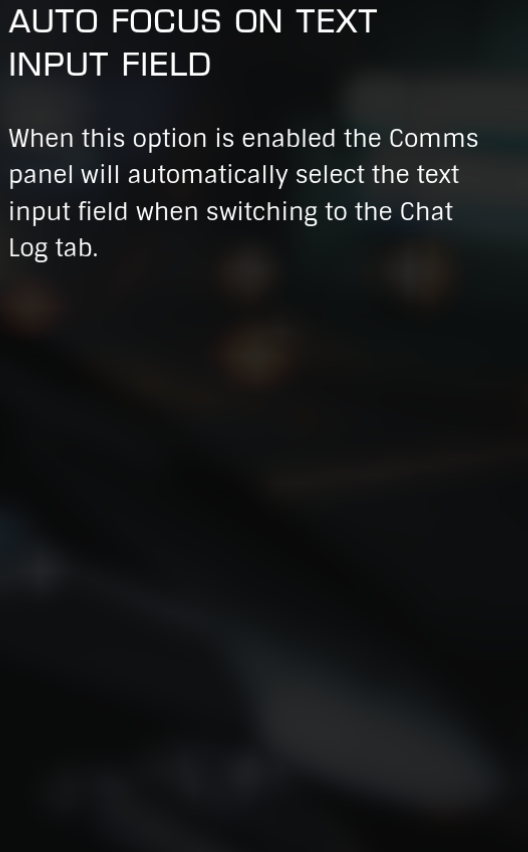 AUTO FOCUS ON TEXT
INPUT FIELD
When this option is enabled the Comms
panel will automatically select the text
input field when switching to the Chat
Log tab.